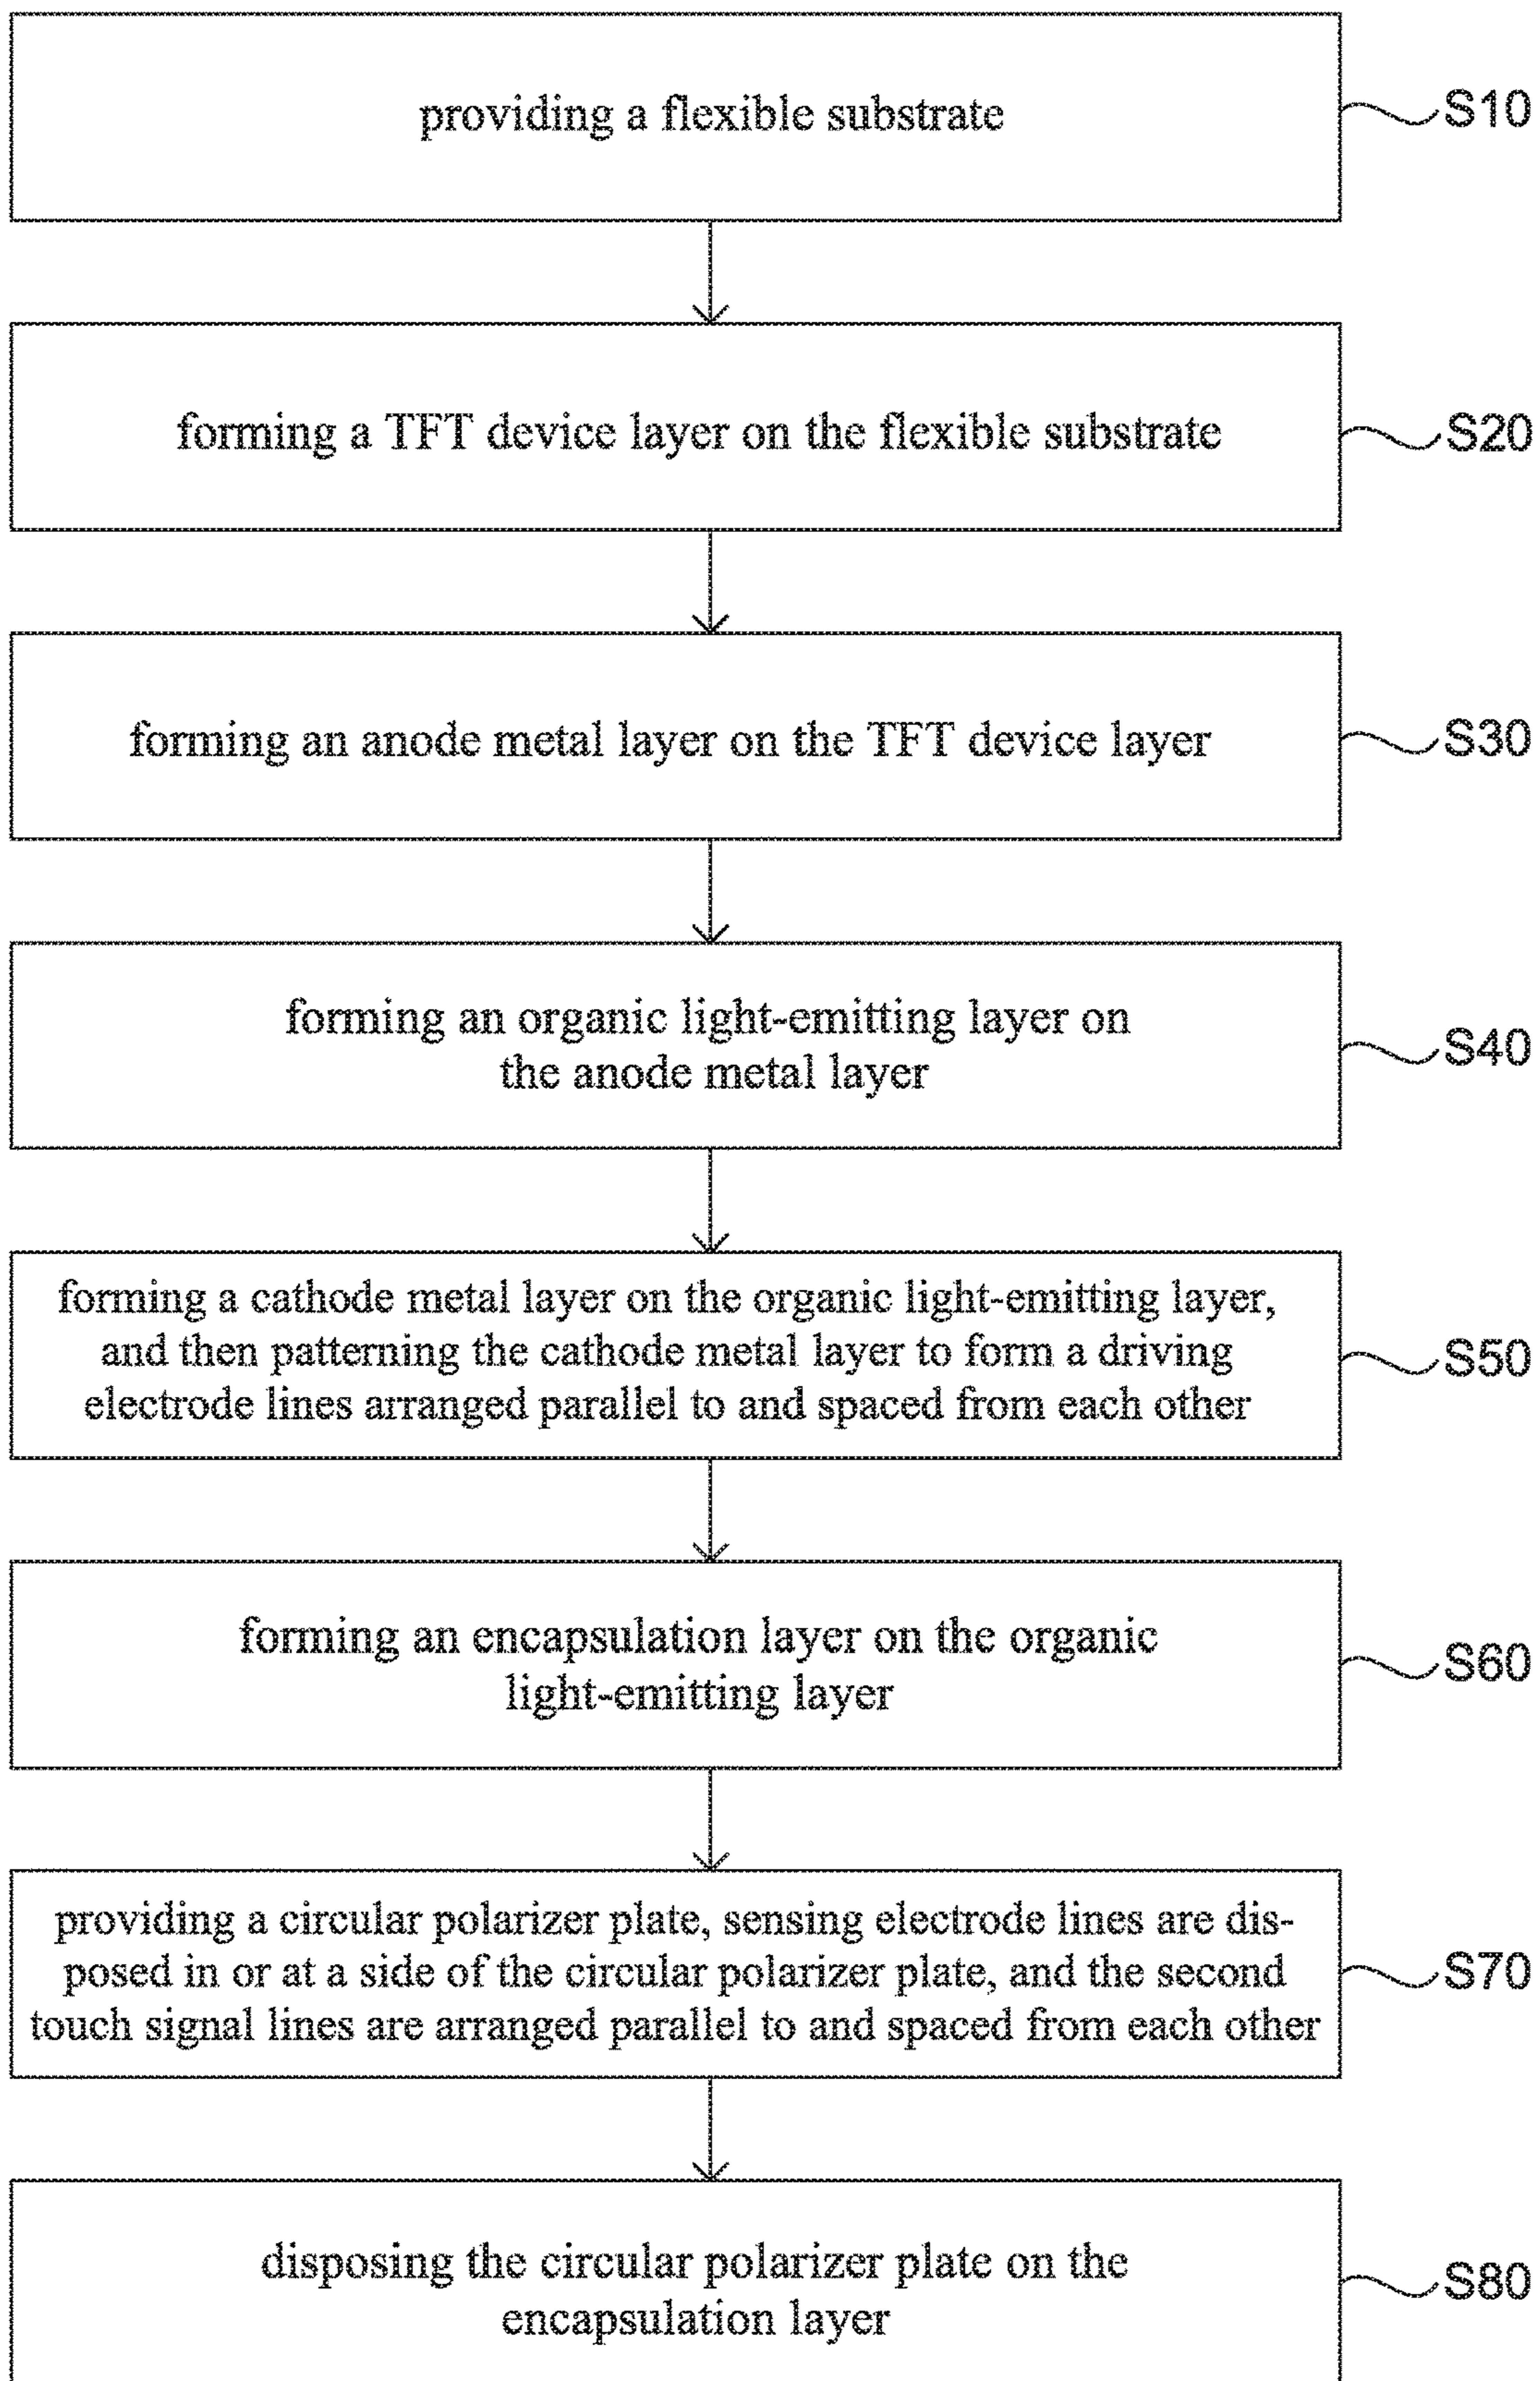 providing a flexible substrate
S10
forming a TFT device layer on the flexible substrate
S20
forming an anode metal layer on the TFT device layer
S30
forming an organic light-emitting layer on
the anode metal layer
S40
forming a cathode metal layer on the organic light-emitting layer,
and then patterning the cathode metal layer to form a driving
electrode lines arranged parallel to and spaced from each other
S50
forming an encapsulation layer on the organic
light-emitting layer
S60
providing a circular polarizer plate, sensing electrode lines are dis-
posed in or at a side of the circular polarizer plate, and the second
touch signal lines are arranged parallel to and spaced from each other
S70
disposing the circular polarizer plate on the
encapsulation layer
S80